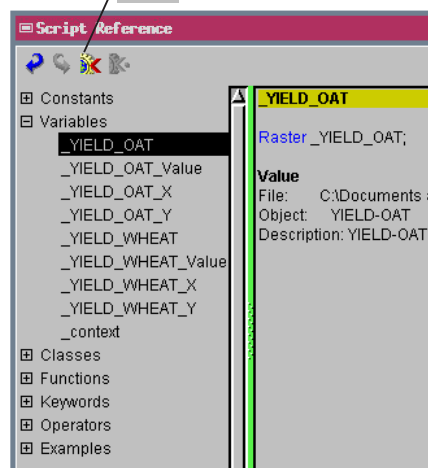 Script Reference
Constants
Variables
_YIELD_OAT
_YIELD_OAT_Value
_YIELD_OAT_X
_YIELD_OAT_Y
_YIELD_WHEAT
_YIELD_WHEAT_Value
_YIELD_WHEAT_X
_YIELD_WHEAT_Y
_context
Classes
Functions
Keywords
Operators
Examples
_YIELD_OAT
Raster _YIELD_OAT;
Value
File: C:\Documents
Object: YIELD-OAT
Description: YIELD-OAT